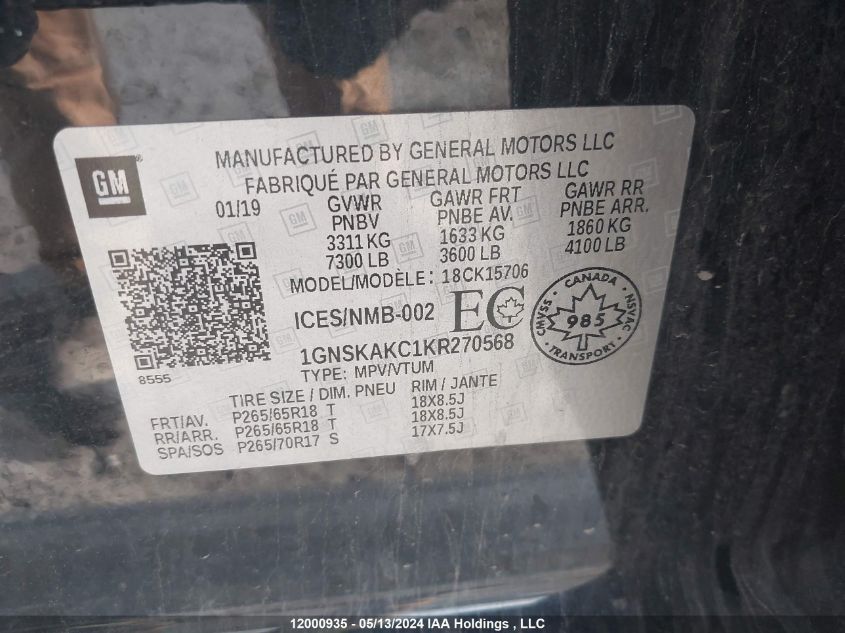 GM
MANUFACTURED BY GENERAL MOTORS LLC
FABRIQUÉ PAR GENERAL MOTORS LLC
01/19 GVWR GAWR FRT GAWR RR
PNBV PNBE AV. PNBE ARR.
3311 KG 1633 KG 1860 KG
7300 LB 3600 LB 4100 LB
MODEL/MODÈLE: 18CK15706
ICES/NMB-002 EC
CANADA
CMVSS 985 NSVAC
TRANSPORT
1GNSKAKC1KR270568
TYPE: MPV/VTUM
8555
TIRE SIZE / DIM. PNEU RIM / JANTE
FRT/AV. P265/65R18 T 18X8.5J
RR/ARR. P265/65R18 T 18X8.5J
SPA/SOS P265/70R17 S 17X7.5J
12000935 - 05/13/2024 IAA Holdings , LLC